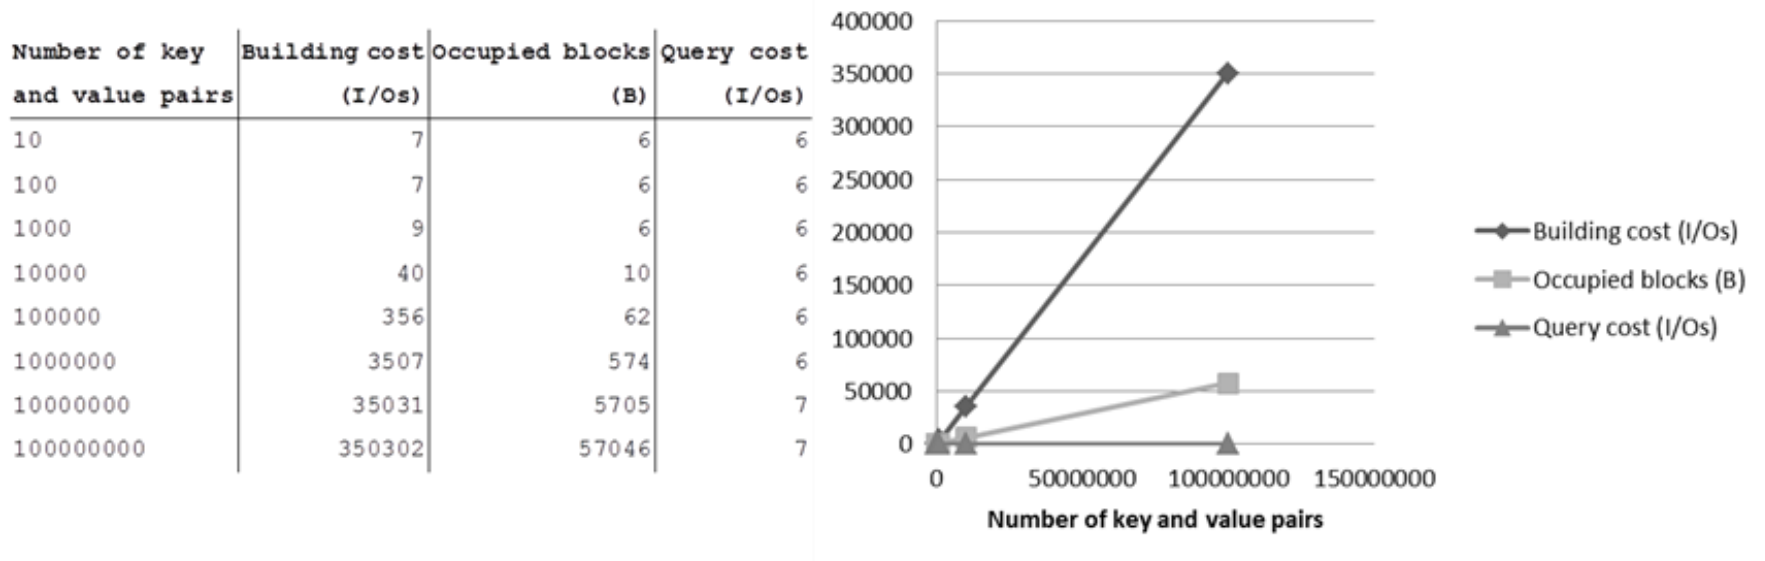 Number of key Building cost Occupied blocks Query cost
and value pairs (I/Os) (B) (I/Os)
10 7 6 6
100 7 6 6
1000 9 6 6
10000 40 10 6
100000 356 62 6
1000000 3507 574 6
10000000 35031 5705 7
100000000 350302 57046 7
400000
350000
300000
250000
200000
150000
100000
50000
0
0 50000000 100000000 150000000
Number of key and value pairs
Building cost (I/Os)
Occupied blocks (B)
Query cost (I/Os)